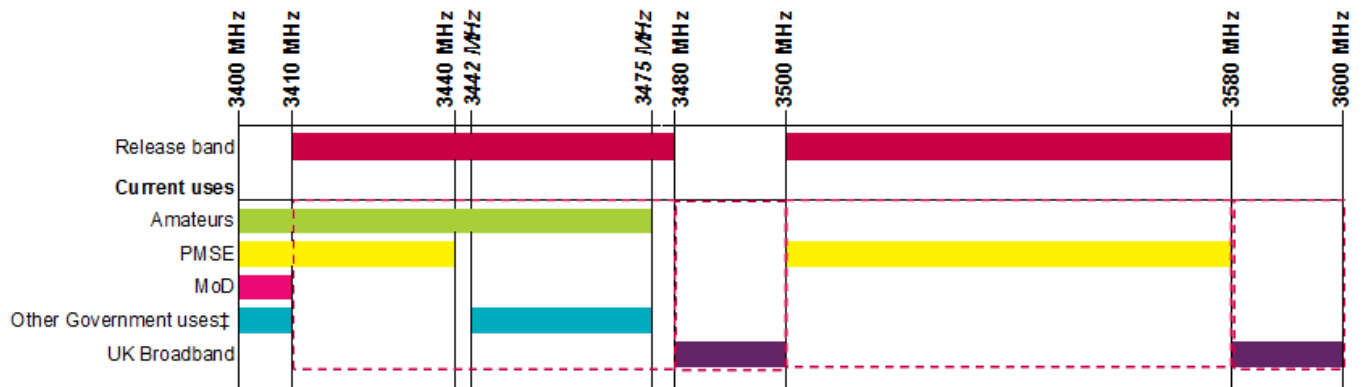 3400 MHz
3410 MHz
3440 MHz
3442 MHz
3475 MHz
3480 MHz
3500 MHz
3580 MHz
3600 MHz
Release band
Current uses
Amateurs
PMSE
MoD
Other Government uses‡
UK Broadband